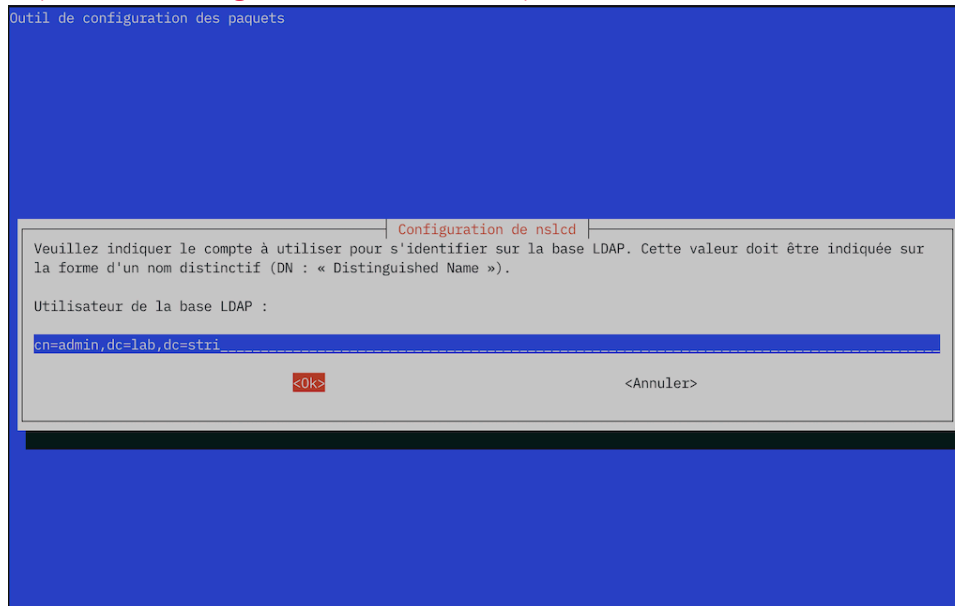 Outil de configuration des paquets
Configuration de nslcd
Veuillez indiquer le compte à utiliser pour s'identifier sur la base LDAP. Cette valeur doit être indiquée sur
la forme d'un nom distinctif (DN : « Distinguished Name »).
Utilisateur de la base LDAP :
cn=admin,dc=lab,dc=stri
<Ok> <Annuler>